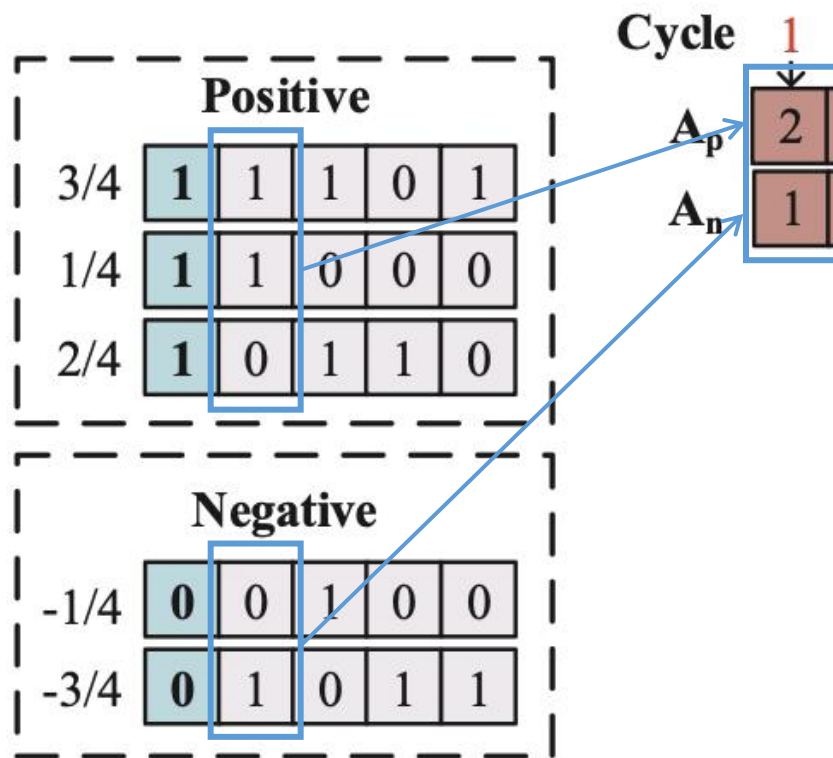 Cycle 1
Positive
A_p 2
3/4 1 1 1 0 1
A_n 1
1/4 1 1 0 0 0
2/4 1 0 1 1 0
Negative
-1/4 0 0 1 0 0
-3/4 0 1 0 1 1